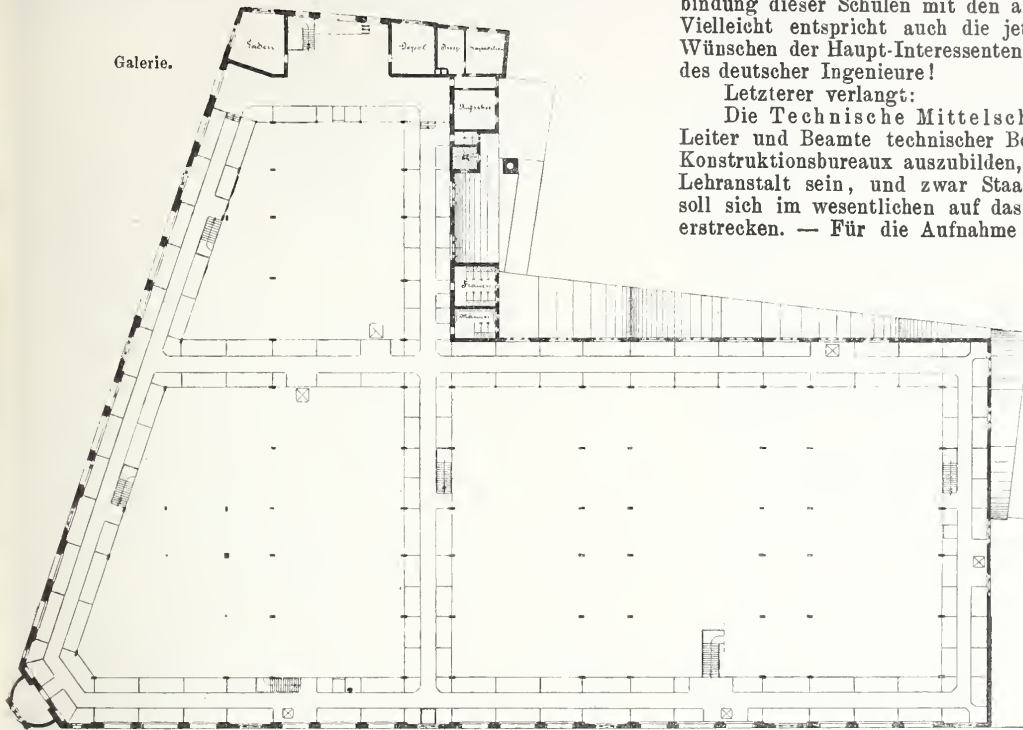 bindung dieser Schulen mit den a
Vielleicht entspricht auch die jet
Wünschen der Haupt-Interessenten
des deutscher Ingenieure!
Letzterer verlangt:
Die Technische Mittelsch
Leiter und Beamte technischer Be
Konstruktionsbureaux auszubilden,
Lehranstalt sein, und zwar Staa
soll sich im wesentlichen auf das
erstrecken. — Für die Aufnahme
Galerie.
Laden
Frauen
Männer